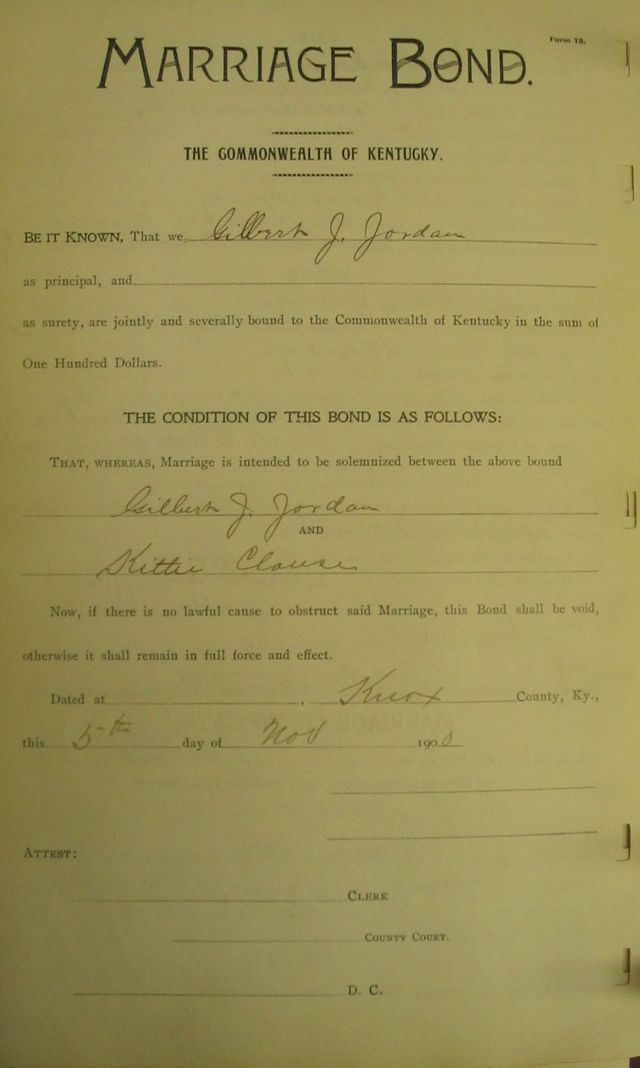 Form 18.
MARRIAGE BOND.
THE COMMONWEALTH OF KENTUCKY.
BE IT KNOWN, That we, Gilbert J. Jordan
as principal, and
as surety, are jointly and severally bound to the Commonwealth of Kentucky in the sum of
One Hundred Dollars.
THE CONDITION OF THIS BOND IS AS FOLLOWS:
THAT, WHEREAS, Marriage is intended to be solemnized between the above bound
Gilbert J. Jordan
AND
Kittie
Now, if there is no lawful cause to obstruct said Marriage, this Bond shall be void,
otherwise it shall remain in full force and effect.
Dated at , Knox County, Ky.,
this 5th day of Nov 1900
ATTEST:
CLERK
COUNTY COURT.
D. C.